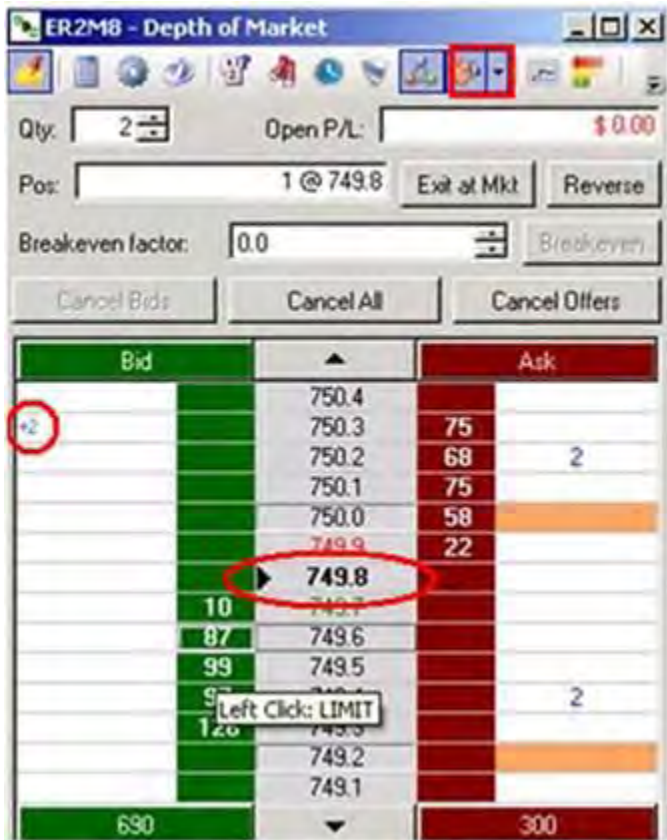 ER2M8 - Depth of Market
Qty: 2 Open P/L: $ 0.00
Pos: 1 @ 749.8 Exit at Mkt Reverse
Breakeven factor: 0.0 Breakeven
Cancel Bids Cancel All Cancel Offers
Bid Ask
750.4
+2 750.3 75
750.2 68 2
750.1 75
750.0 58
749.9 22
749.8
10 749.7
87 749.6
99 749.5
Left Click: LIMIT 2
749.2
749.1
690 300